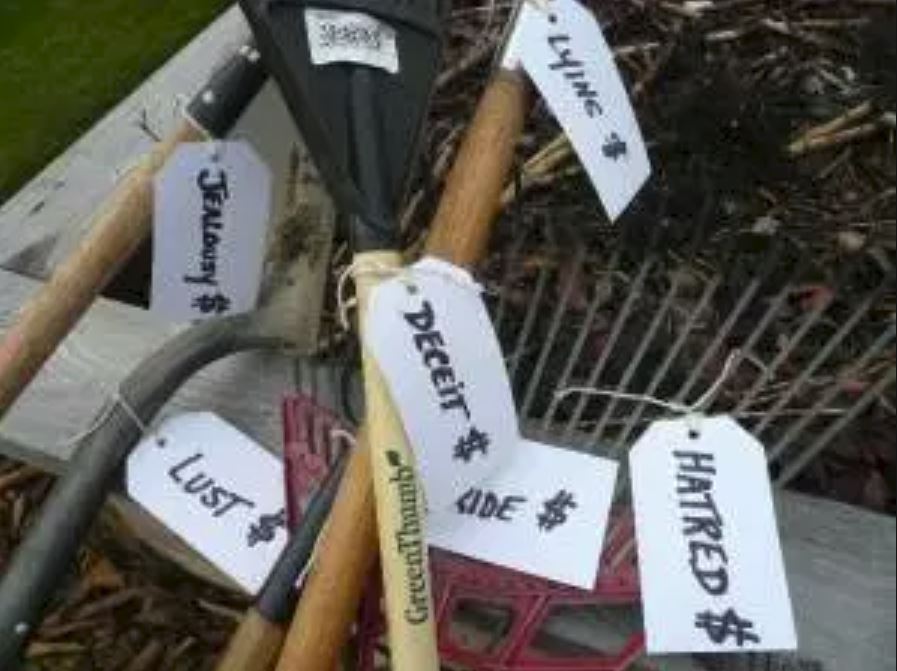 LYING $
JEALOUSY $
DECEIT $
LUST $
IDE $
HATRED $
GreenThumb